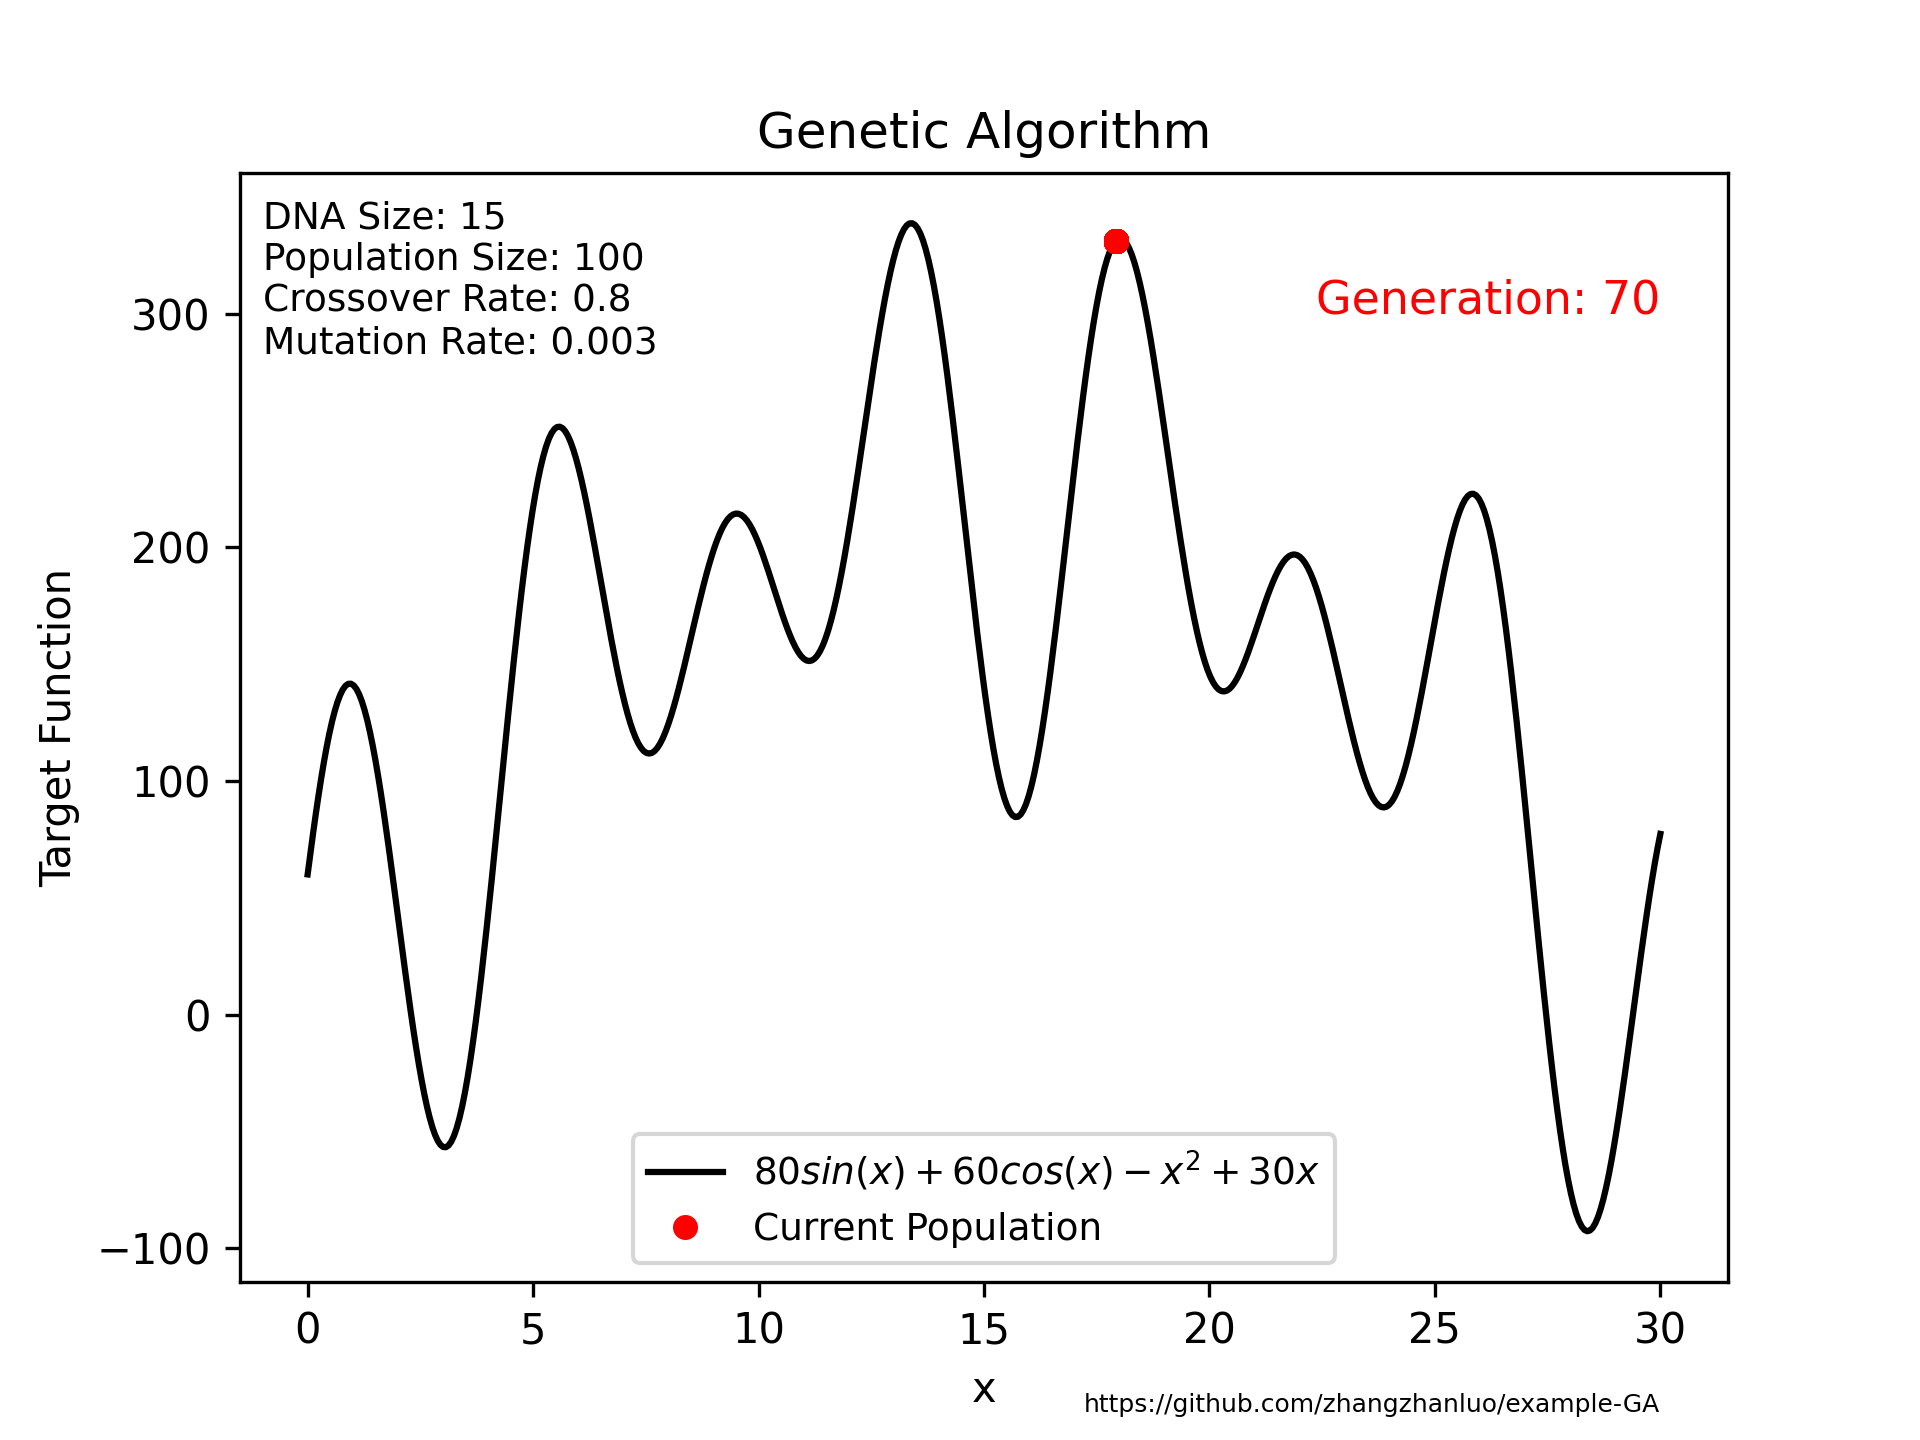 Genetic Algorithm
DNA Size: 15
Population Size: 100
Crossover Rate: 0.8
Mutation Rate: 0.003
Generation: 70
300
200
100
0
−100
Target Function
80sin(x) + 60cos(x) − x² + 30x
Current Population
0 5 10 15 20 25 30
x
https://github.com/zhangzhanluo/example-GA